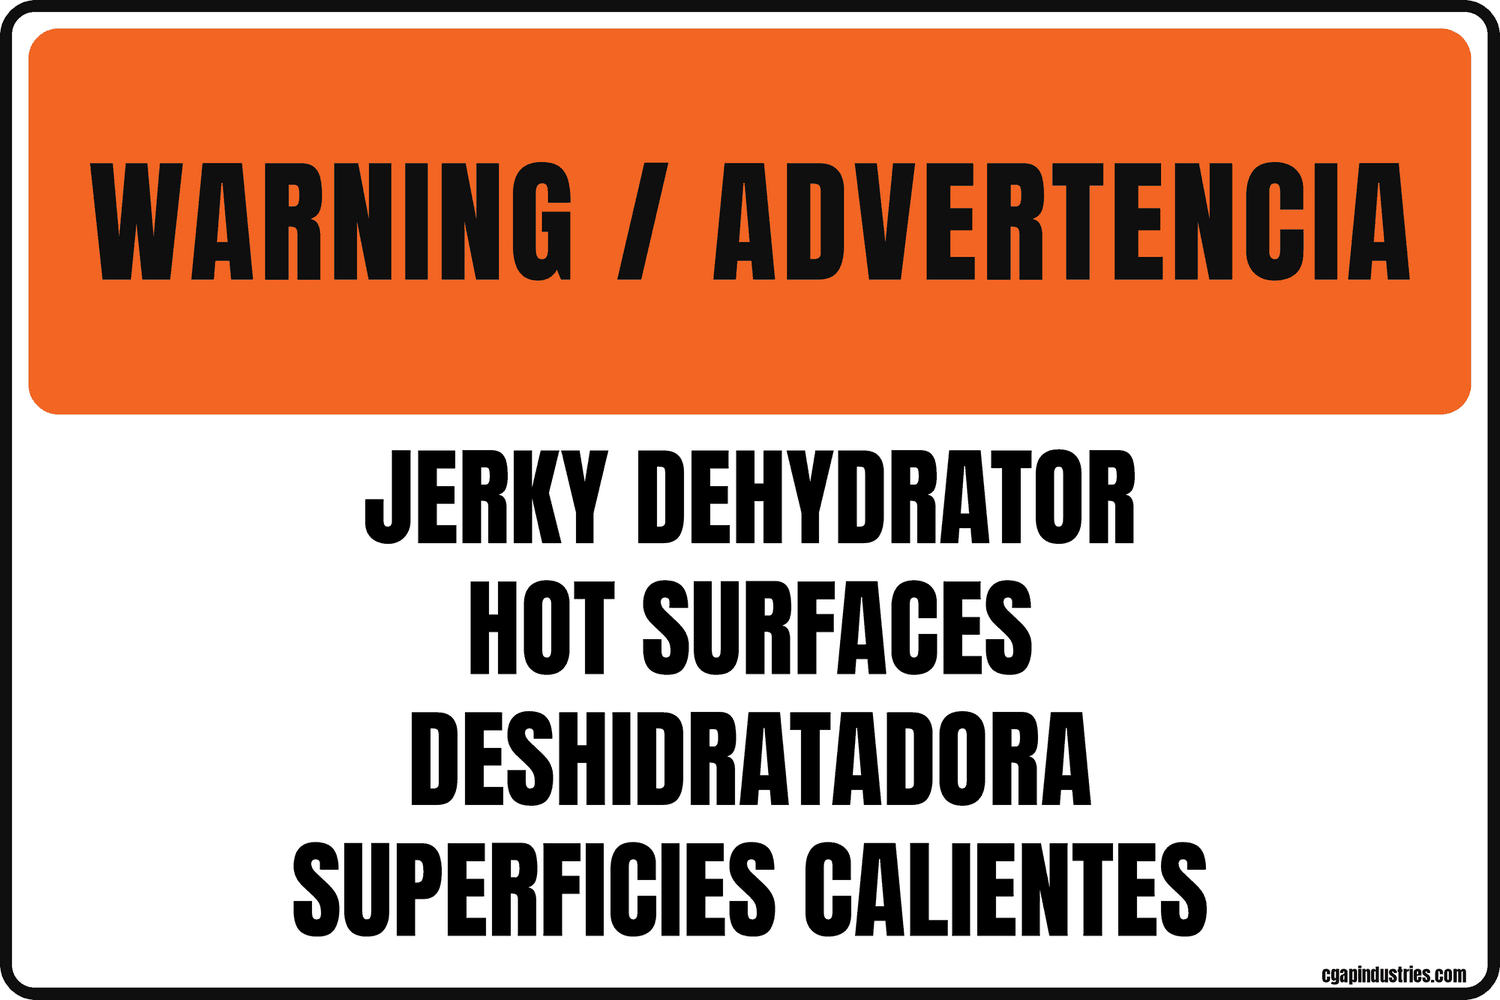 WARNING / ADVERTENCIA
JERKY DEHYDRATOR
HOT SURFACES
DESHIDRATADORA
SUPERFICIES CALIENTES
cgapindustries.com